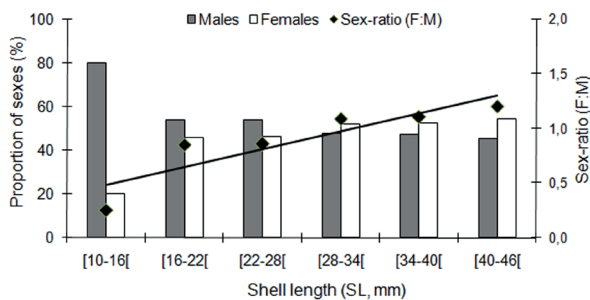 Males Females Sex-ratio (F:M)
Proportion of sexes (%)
100
80
60
40
20
0
2,0
1,5
1,0
0,5
0,0
Sex-ratio (F:M)
[10-16[ [16-22[ [22-28[ [28-34[ [34-40[ [40-46[
Shell length (SL, mm)